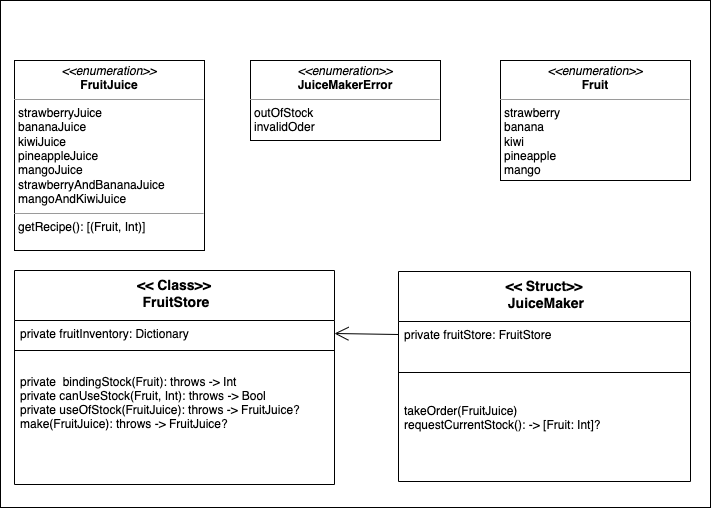 <<enumeration>>
FruitJuice
strawberryJuice
bananaJuice
kiwiJuice
pineappleJuice
mangoJuice
strawberryAndBananaJuice
mangoAndKiwiJuice
getRecipe(): [(Fruit, Int)]
<<enumeration>>
JuiceMakerError
outOfStock
invalidOder
<<enumeration>>
Fruit
strawberry
banana
kiwi
pineapple
mango
<< Class>>
FruitStore
private fruitInventory: Dictionary
private  bindingStock(Fruit): throws -> Int
private canUseStock(Fruit, Int): throws -> Bool
private useOfStock(FruitJuice): throws -> FruitJuice?
make(FruitJuice): throws -> FruitJuice?
<< Struct>>
JuiceMaker
private fruitStore: FruitStore
takeOrder(FruitJuice)
requestCurrentStock(): -> [Fruit: Int]?